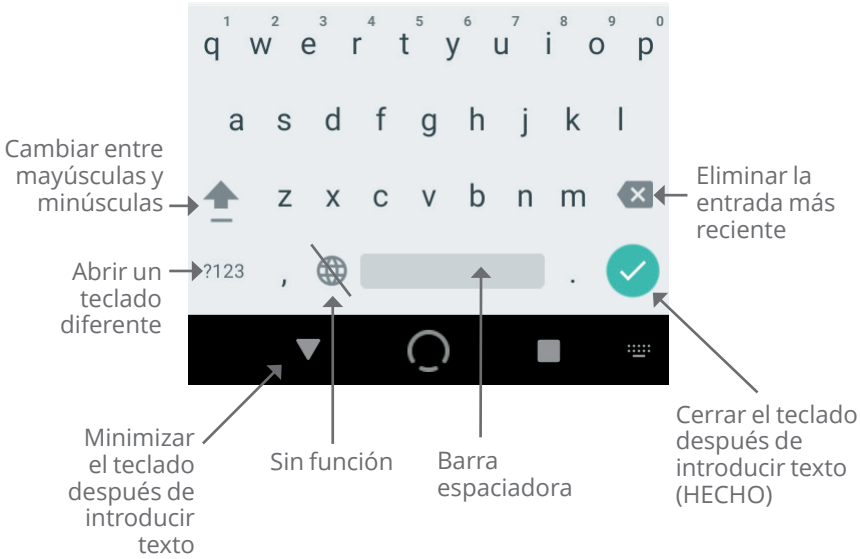 1 2 3 4 5 6 7 8 9 0
q w e r t y u i o p
a s d f g h j k l
Cambiar entre
mayúsculas y
minúsculas
z x c v b n m
Eliminar la
entrada más
reciente
Abrir un
teclado
diferente
?123 , .
Minimizar
el teclado
después de
introducir
texto
Sin función
Barra
espaciadora
Cerrar el teclado
después de
introducir texto
(HECHO)